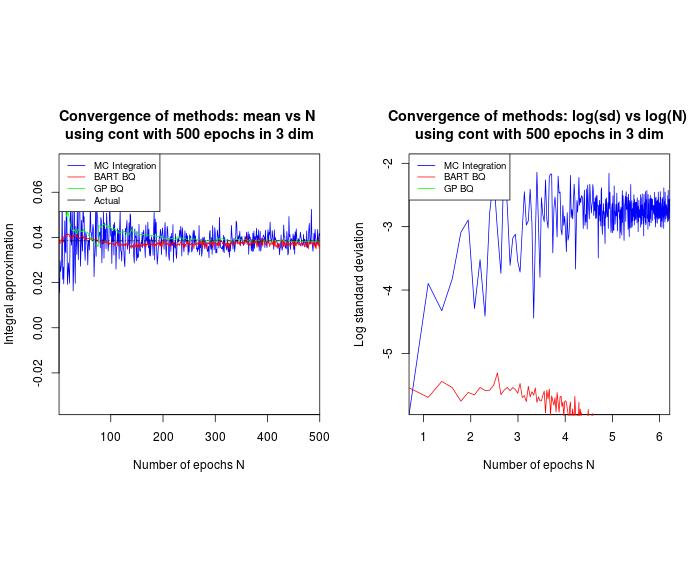 Convergence of methods: mean vs N
using cont with 500 epochs in 3 dim
MC Integration
BART BQ
GP BQ
Actual
Integral approximation
0.06
0.04
0.02
0.00
-0.02
100 200 300 400 500
Number of epochs N
Convergence of methods: log(sd) vs log(N)
using cont with 500 epochs in 3 dim
MC Integration
BART BQ
GP BQ
Log standard deviation
-2
-3
-4
-5
1 2 3 4 5 6
Number of epochs N